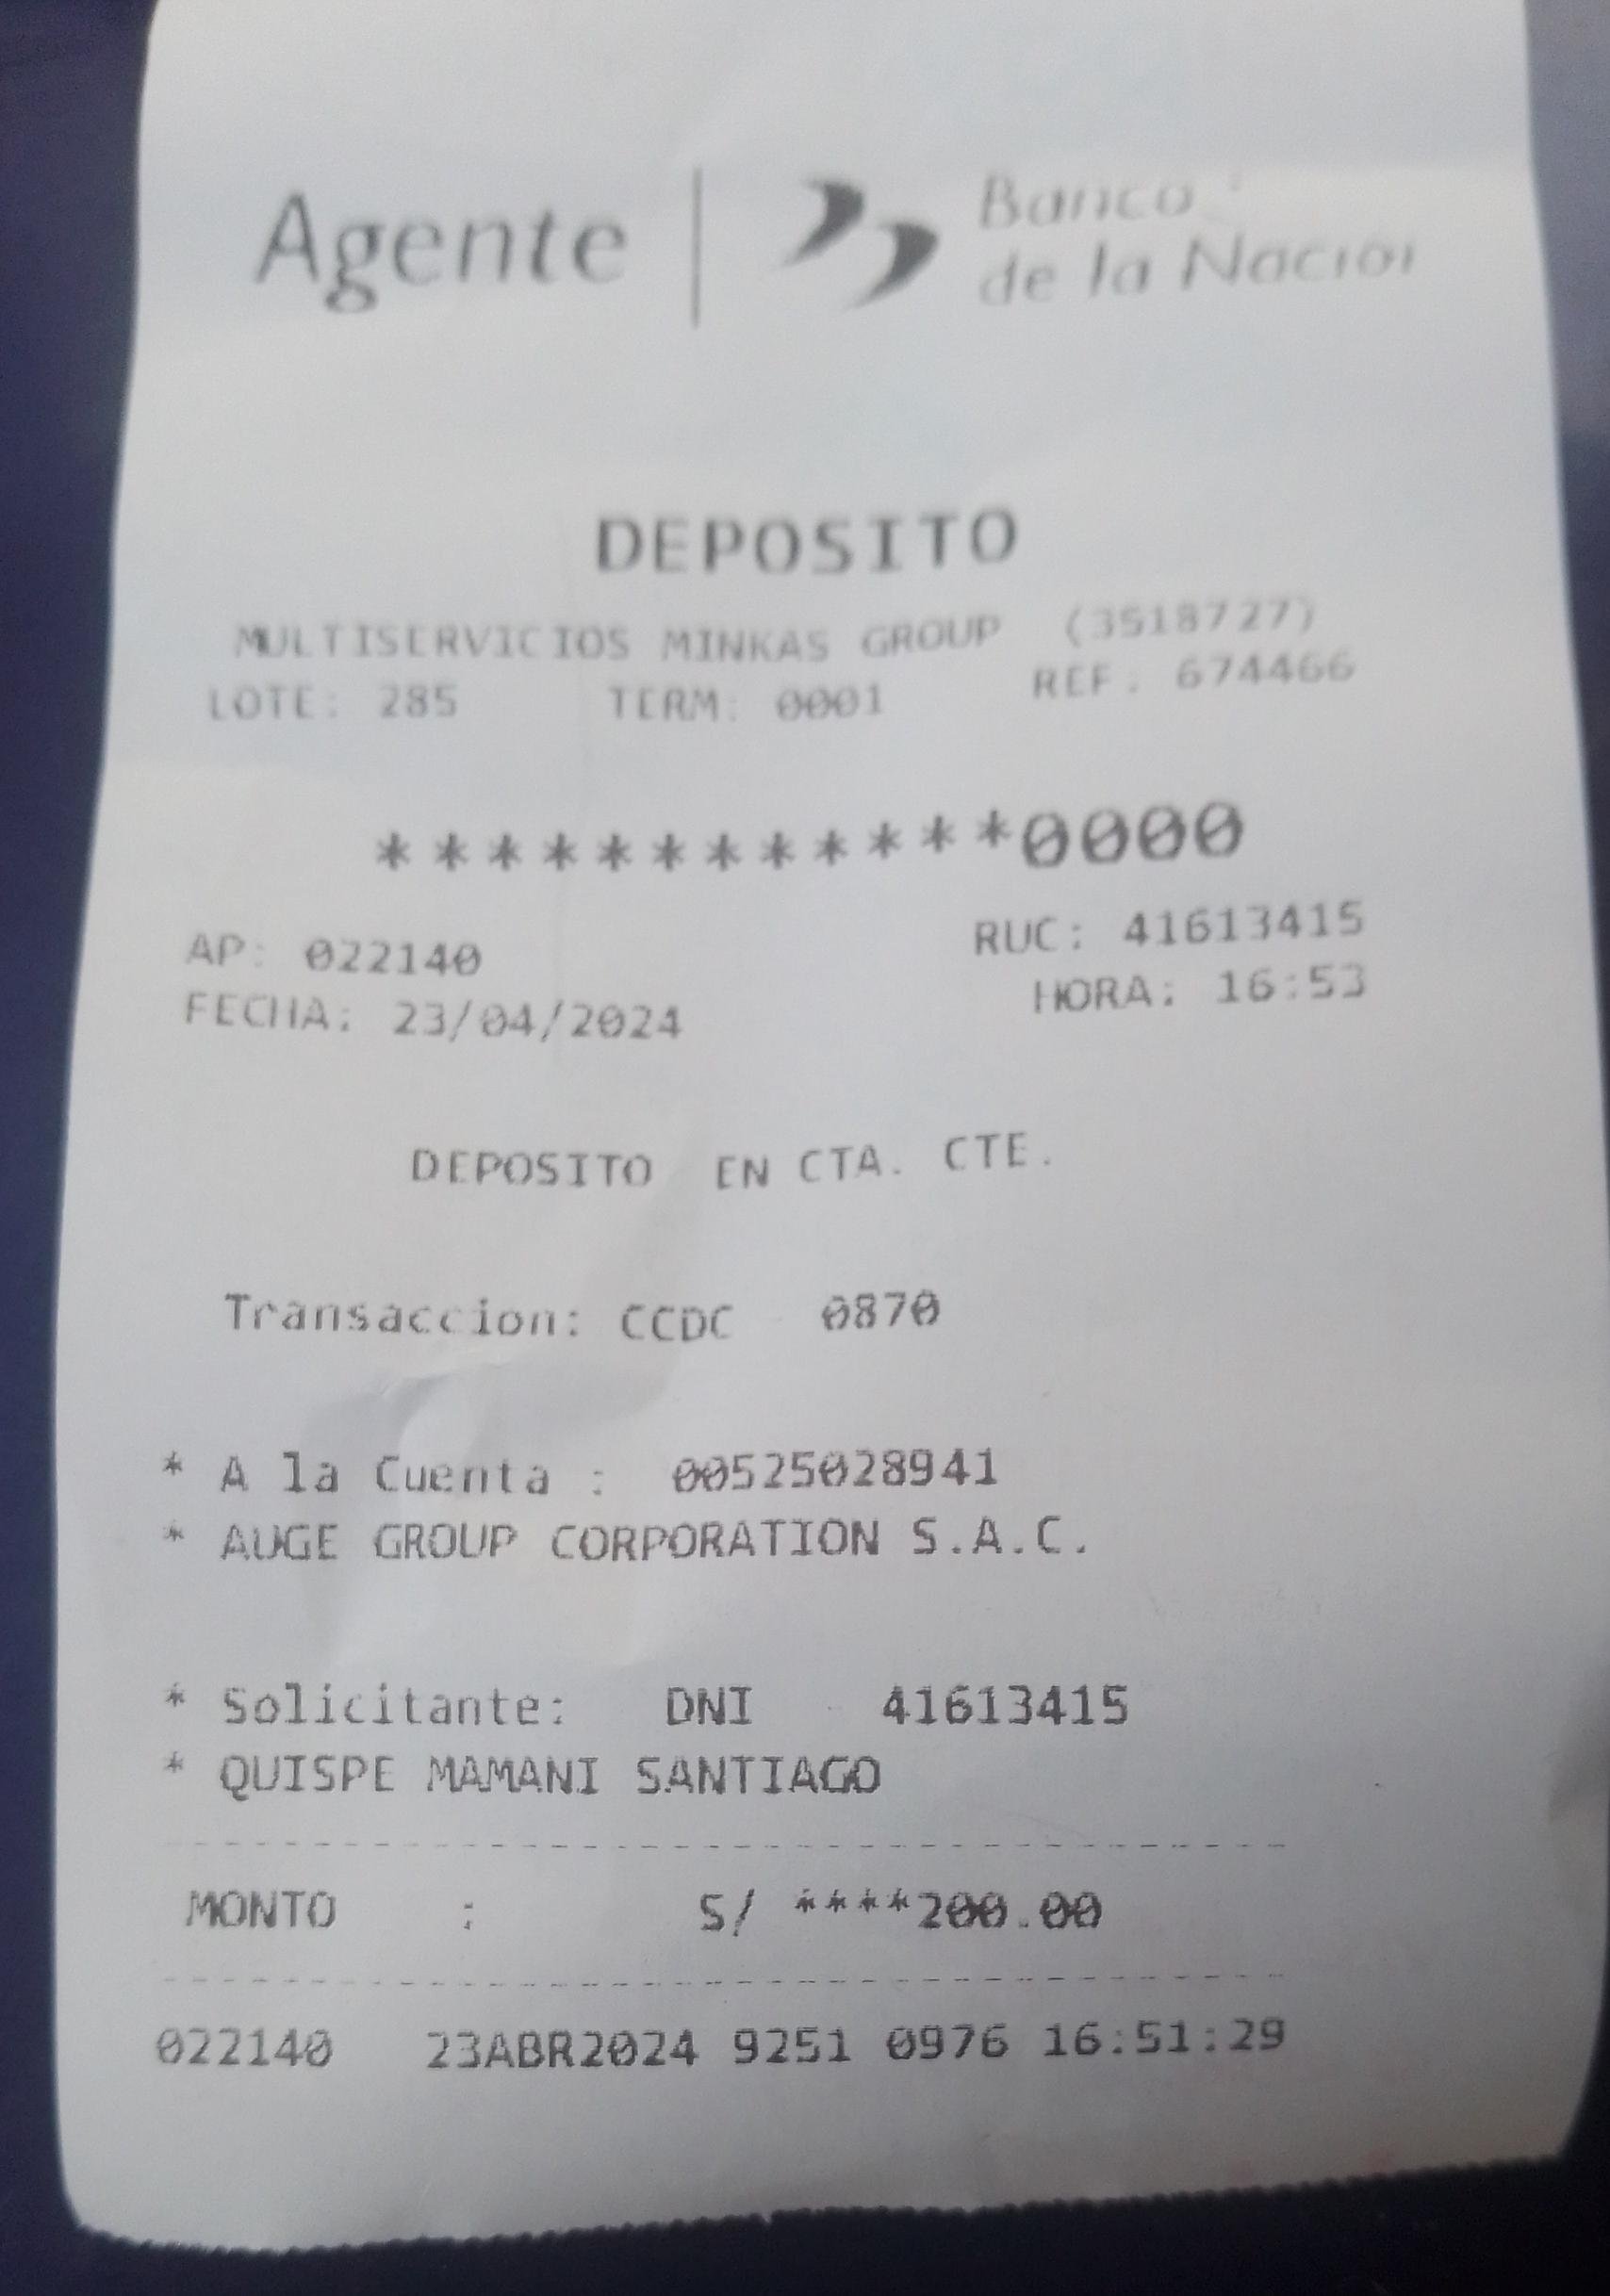 Agente | Banco
de la Nacion
DEPOSITO
MULTISERVICIOS MINKAS GROUP (3518727)
LOTE: 285 TERM: 0001 REF: 674466
************0000
AP: 022140 RUC: 41613415
FECHA: 23/04/2024 HORA: 16:53
DEPOSITO EN CTA. CTE.
Transaccion: CCDC 0870
* A la Cuenta : 00525028941
* AUGE GROUP CORPORATION S.A.C.
* Solicitante: DNI 41613415
* QUISPE MAMANI SANTIAGO
MONTO : S/ ****200.00
022140 23ABR2024 9251 0976 16:51:29